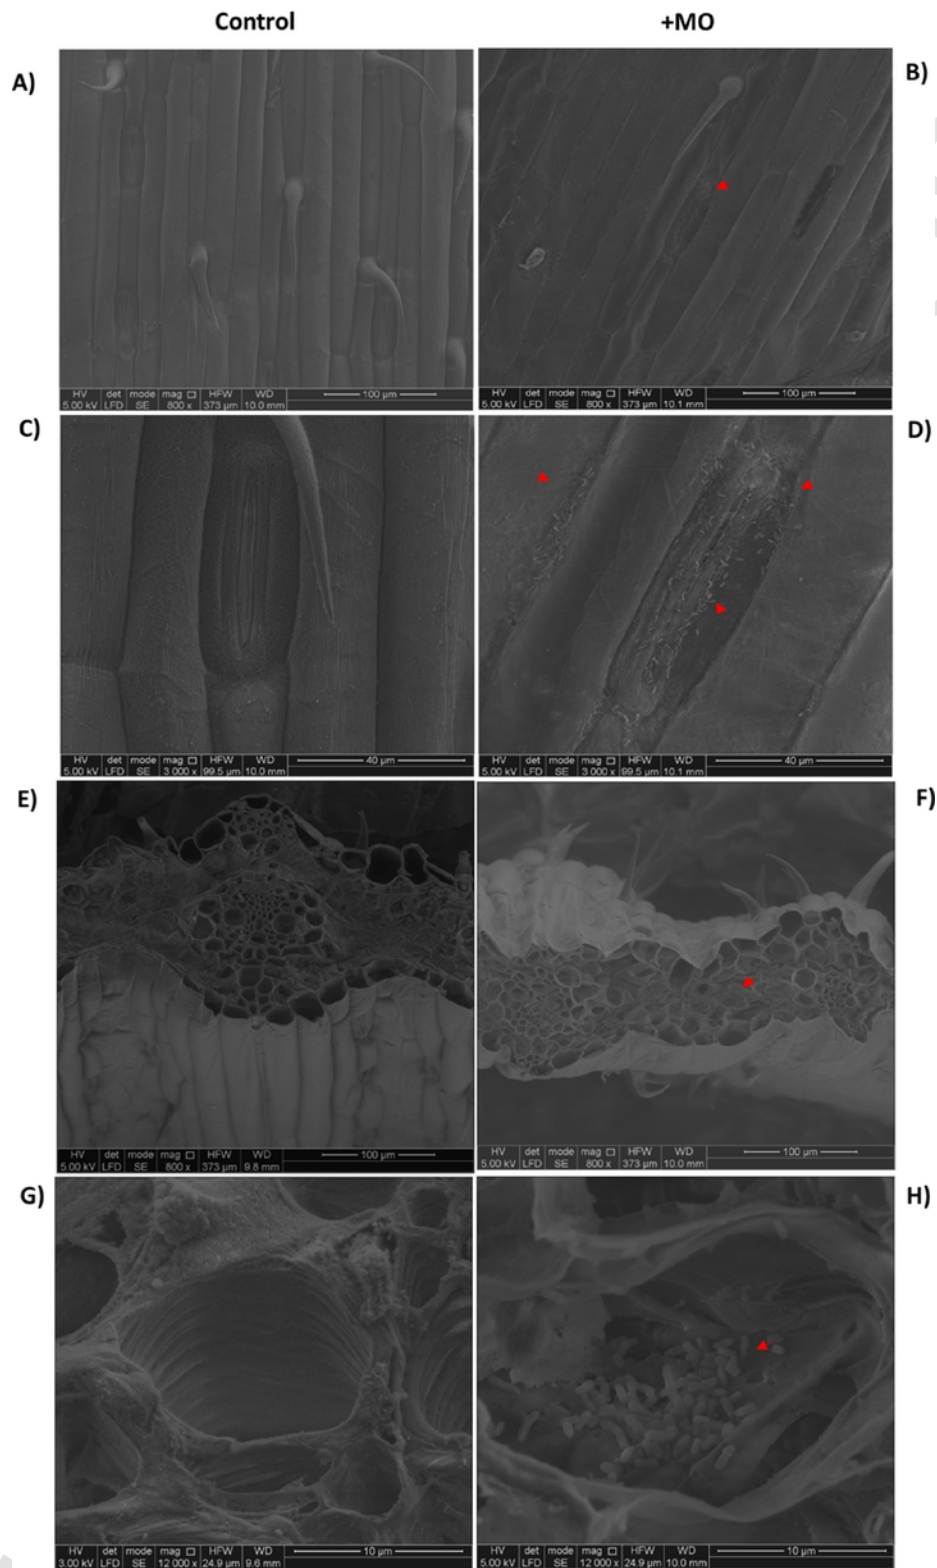 Control +MO
A) B)
HV det mode mag HFW WD 100 µm
5.00 kV LFD SE 800 x 373 µm 10.0 mm
HV det mode mag HFW WD 100 µm
5.00 kV LFD SE 800 x 373 µm 10.1 mm
C) D)
HV det mode mag HFW WD 40 µm
5.00 kV LFD SE 3 000 x 99.5 µm 10.0 mm
HV det mode mag HFW WD 40 µm
5.00 kV LFD SE 3 000 x 99.5 µm 10.1 mm
E) F)
HV det mode mag HFW WD 100 µm
5.00 kV LFD SE 800 x 373 µm 9.8 mm
HV det mode mag HFW WD 100 µm
5.00 kV LFD SE 800 x 373 µm 10.0 mm
G) H)
HV det mode mag HFW WD 10 µm
3.00 kV LFD SE 12 000 x 24.9 µm 9.6 mm
HV det mode mag HFW WD 10 µm
5.00 kV LFD SE 12 000 x 24.9 µm 10.0 mm